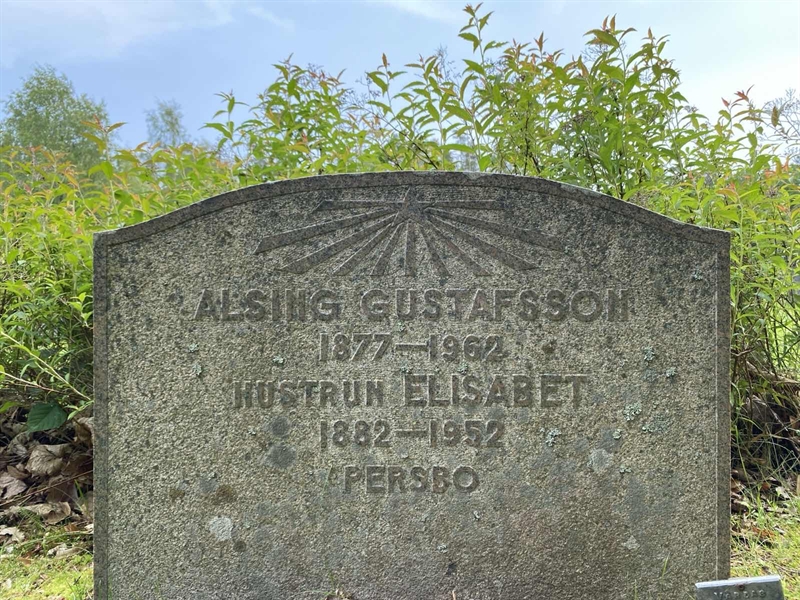 ALSING GUSTAFSSON
1877—1962
HUSTRUN ELISABET
1882—1952
PERSBO